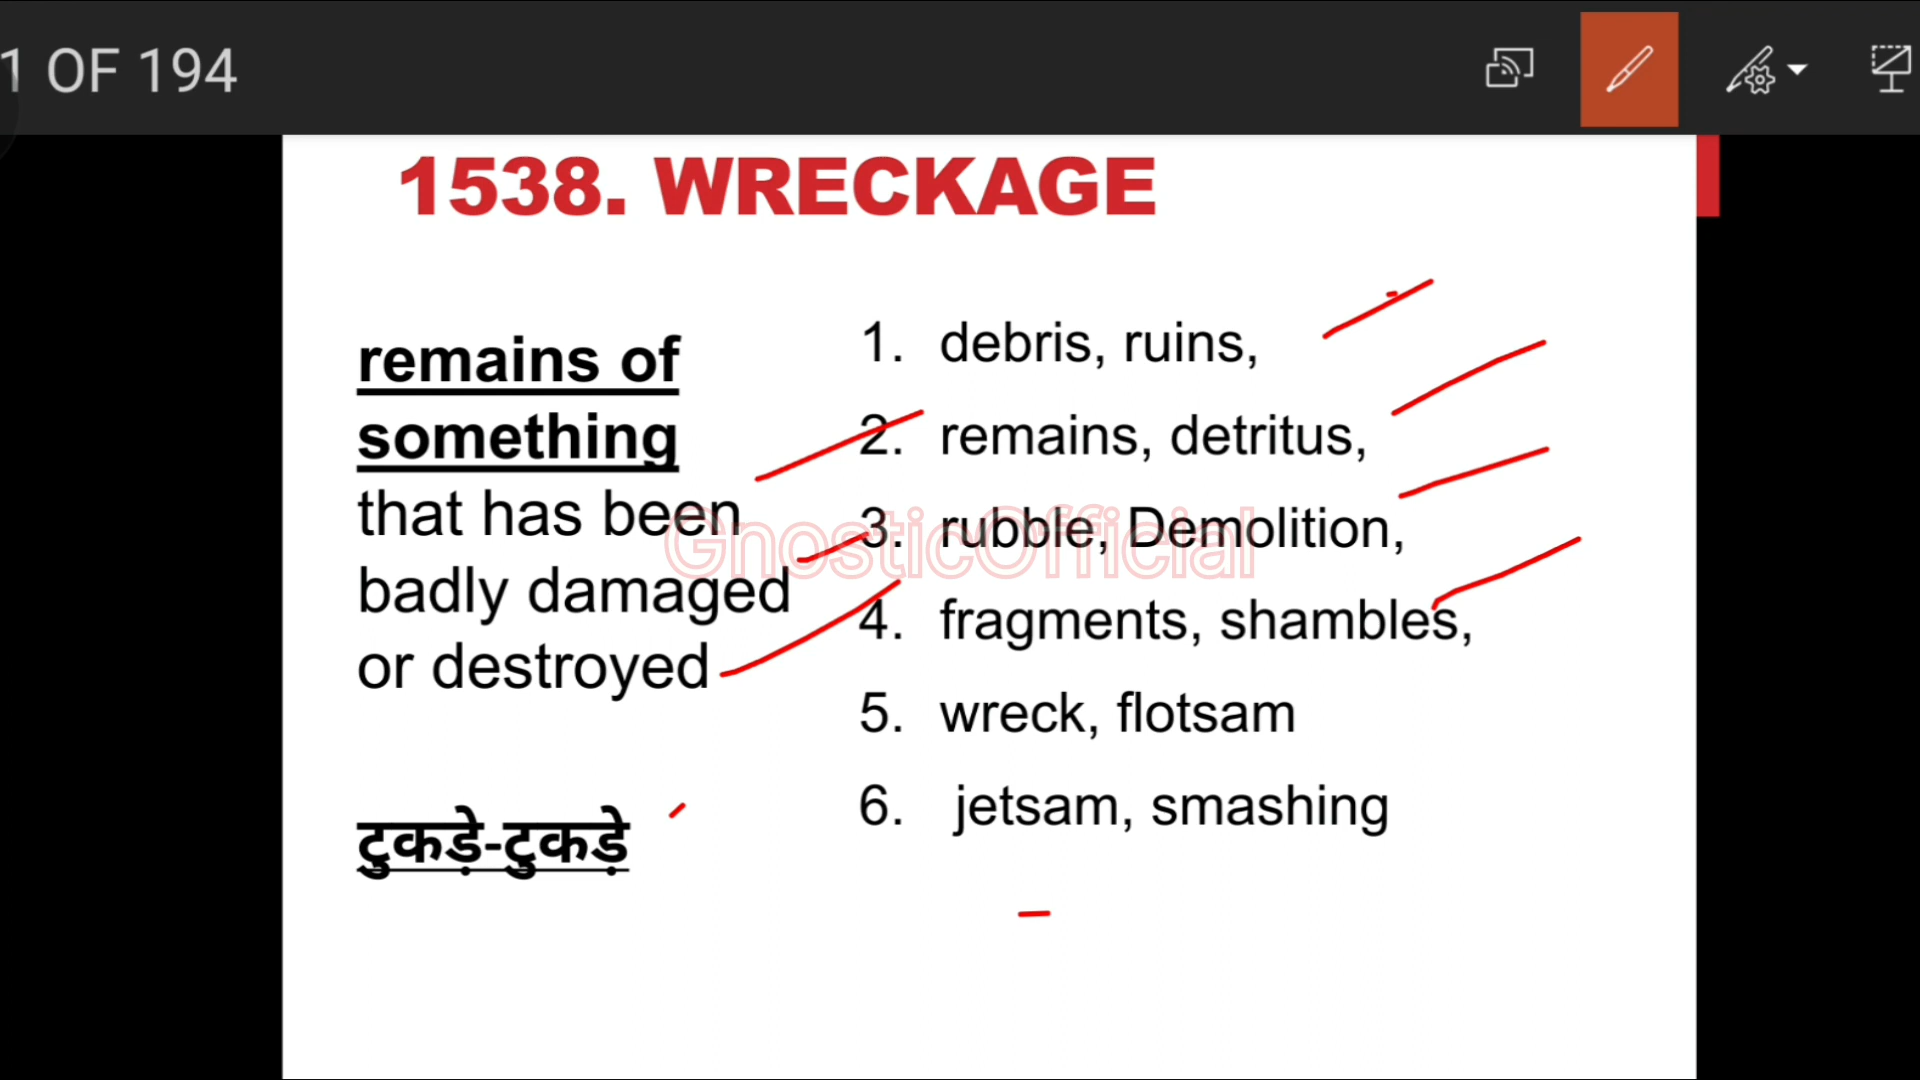 1 OF 194
1538. WRECKAGE
remains of
something
that has been
badly damaged
or destroyed
टुकड़े-टुकड़े
1. debris, ruins,
2. remains, detritus,
3. rubble, Demolition,
4. fragments, shambles,
5. wreck, flotsam
6. jetsam, smashing
GnosticOfficial